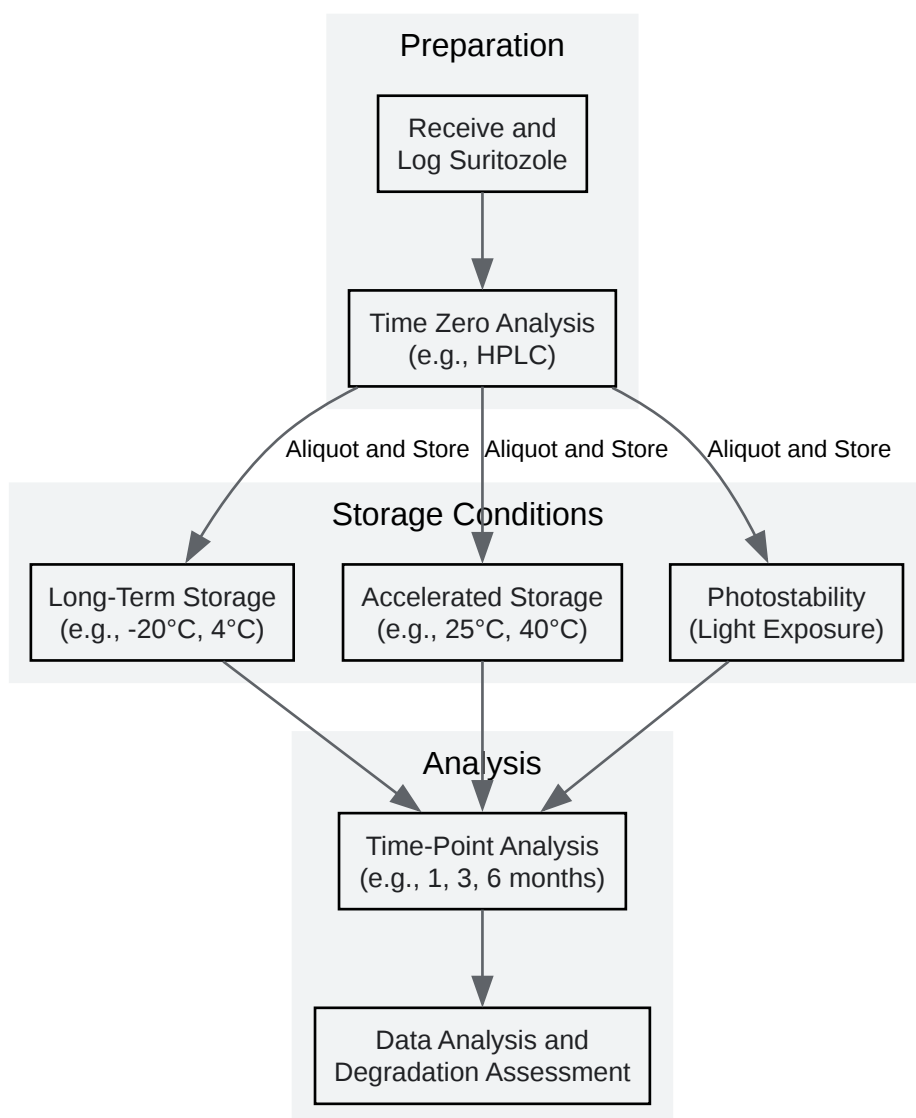 Preparation
Receive and
Log Suritozole
Time Zero Analysis
(e.g., HPLC)
Aliquot and Store
Aliquot and Store
Aliquot and Store
Storage Conditions
Long-Term Storage
(e.g., -20°C, 4°C)
Accelerated Storage
(e.g., 25°C, 40°C)
Photostability
(Light Exposure)
Analysis
Time-Point Analysis
(e.g., 1, 3, 6 months)
Data Analysis and
Degradation Assessment